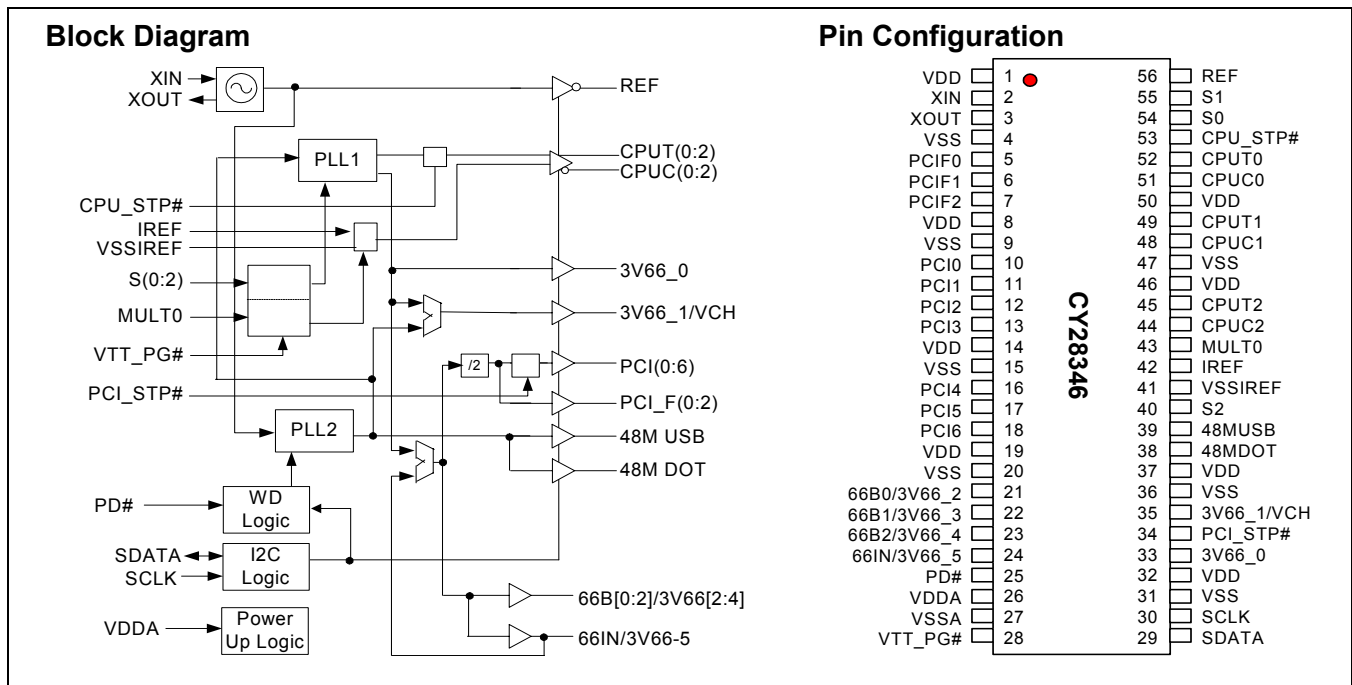 Block Diagram
XIN
XOUT
REF
PLL1
CPUT(0:2)
CPUC(0:2)
CPU_STP#
IREF
VSSIREF
3V66_0
S(0:2)
MULT0
3V66_1/VCH
VTT_PG#
/2
PCI(0:6)
PCI_STP#
PCI_F(0:2)
PLL2
48M USB
48M DOT
PD#
WD
Logic
SDATA
SCLK
I2C
Logic
66B[0:2]/3V66[2:4]
VDDA
Power
Up Logic
66IN/3V66-5
Pin Configuration
VDD 1 56 REF
XIN 2 55 S1
XOUT 3 54 S0
VSS 4 53 CPU_STP#
PCIF0 5 52 CPUT0
PCIF1 6 51 CPUC0
PCIF2 7 50 VDD
VDD 8 49 CPUT1
VSS 9 48 CPUC1
PCI0 10 47 VSS
PCI1 11 46 VDD
PCI2 12 45 CPUT2
PCI3 13 44 CPUC2
VDD 14 43 MULT0
VSS 15 42 IREF
PCI4 16 41 VSSIREF
PCI5 17 40 S2
PCI6 18 39 48MUSB
VDD 19 38 48MDOT
VSS 20 37 VDD
66B0/3V66_2 21 36 VSS
66B1/3V66_3 22 35 3V66_1/VCH
66B2/3V66_4 23 34 PCI_STP#
66IN/3V66_5 24 33 3V66_0
PD# 25 32 VDD
VDDA 26 31 VSS
VSSA 27 30 SCLK
VTT_PG# 28 29 SDATA
CY28346